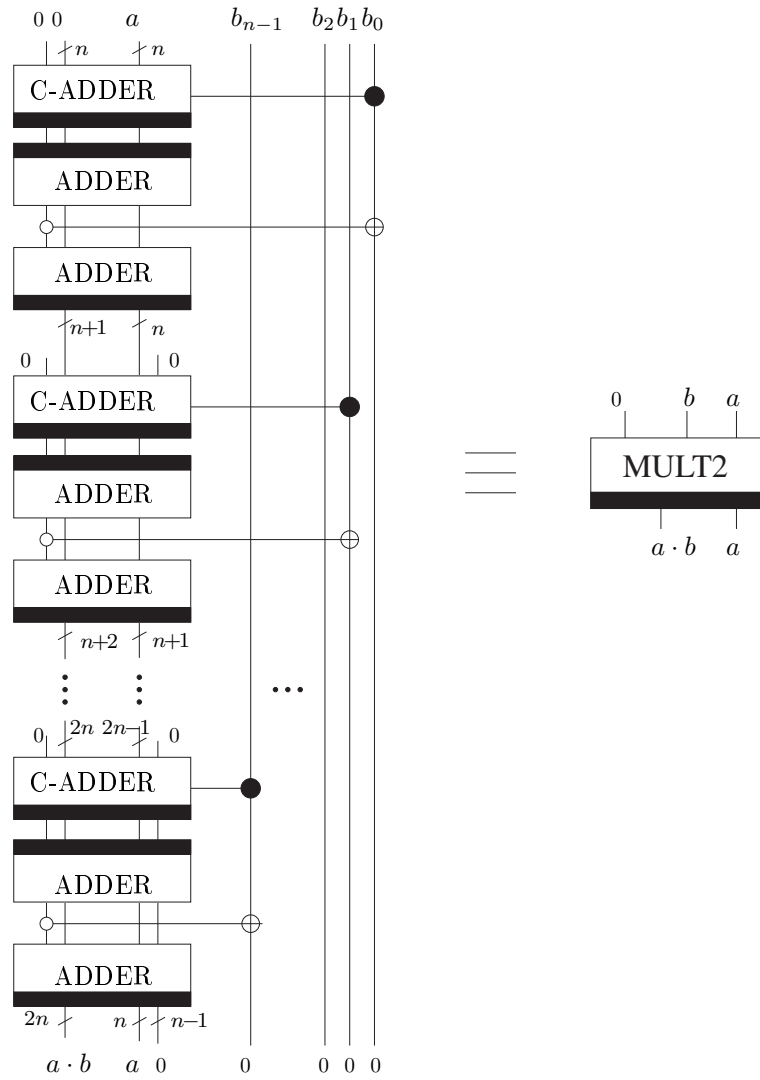 0 0 n a n b_{n−1} b_2 b_1 b_0
C-ADDER
ADDER
ADDER
n+1 n
0 0
C-ADDER
ADDER
ADDER
n+2 n+1
0 2n 2n−1 0
C-ADDER
ADDER
ADDER
2n n n−1
a · b a 0 0 0 0 0
0 b a
MULT2
a · b a